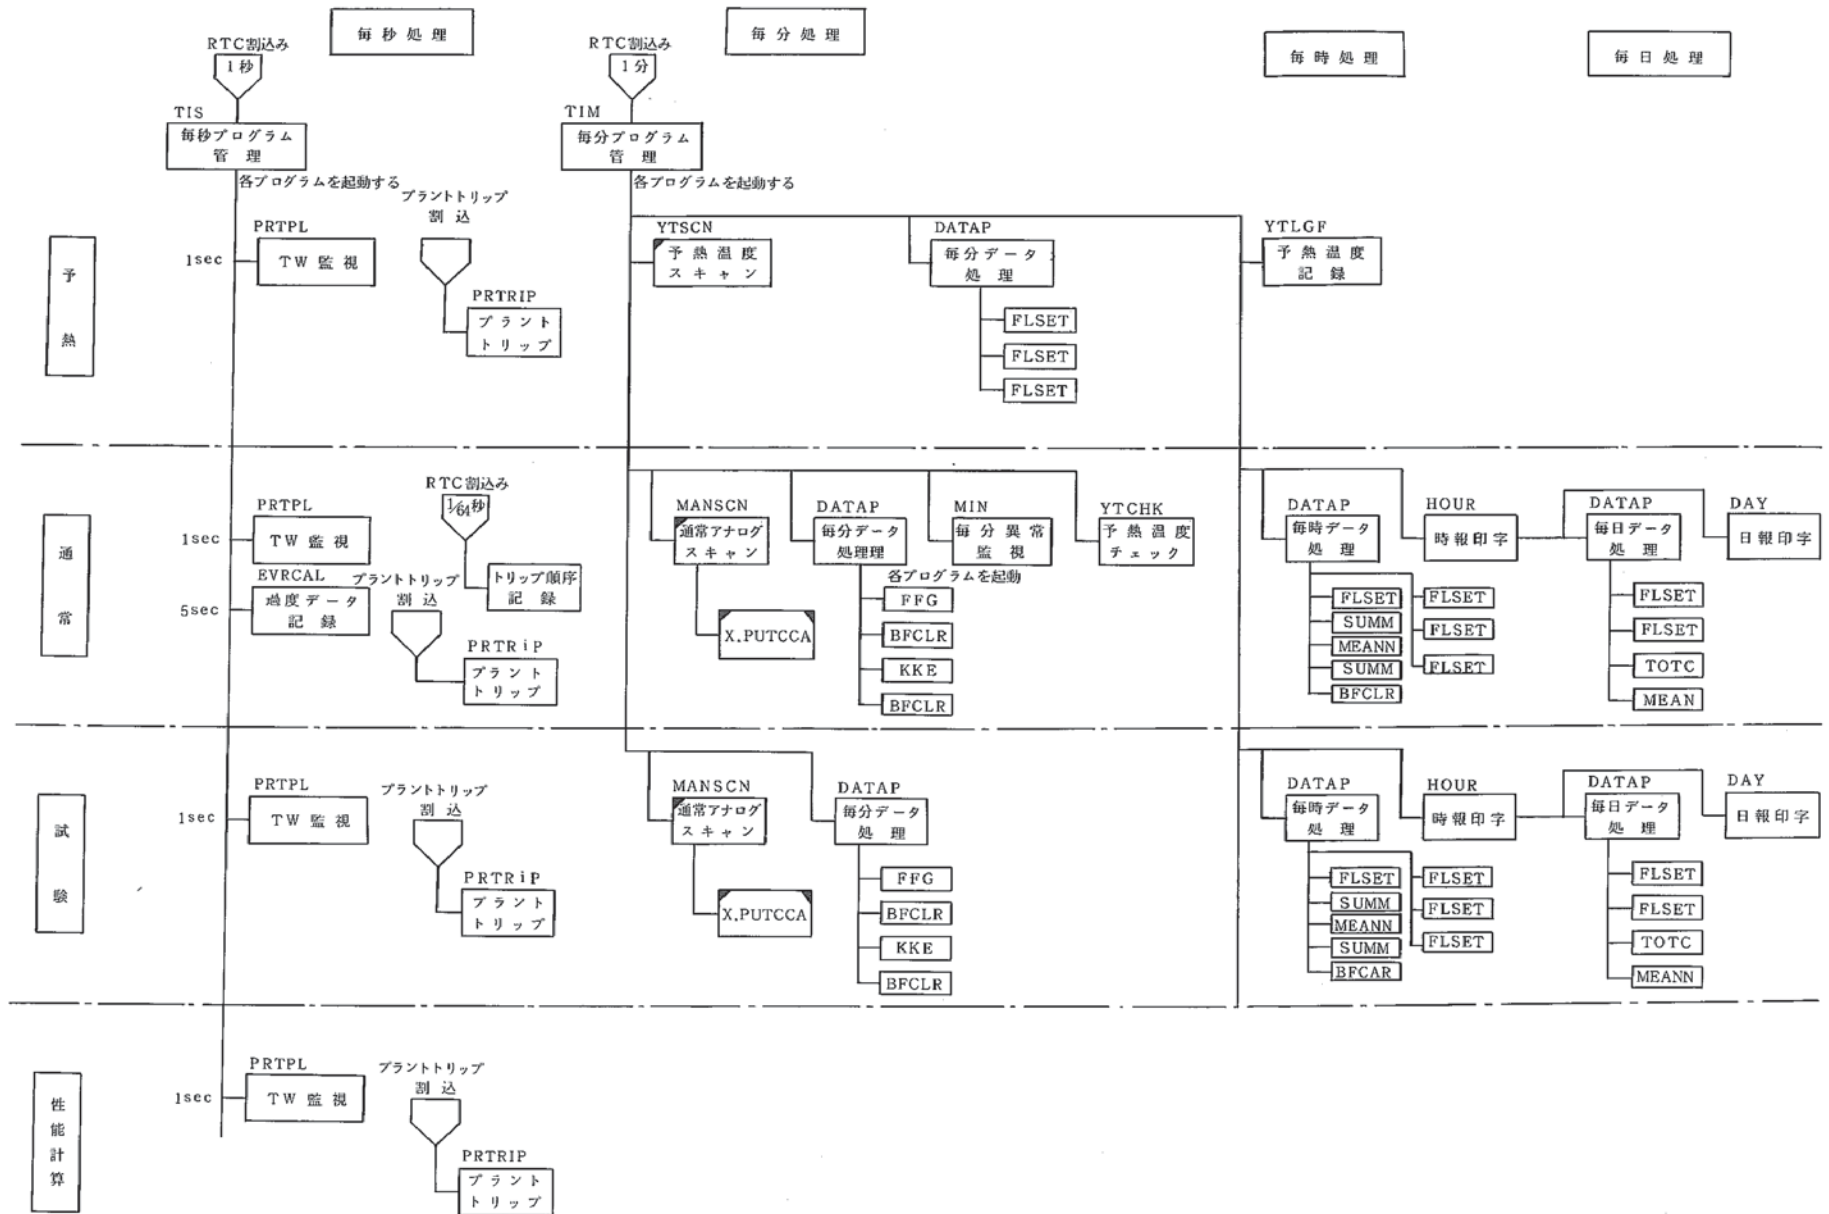 毎秒処理
毎分処理
毎時処理
毎日処理
RTC割込み
1秒
TIS
毎秒プログラム
管理
各プログラムを起動する
RTC割込み
1分
TIM
毎分プログラム
管理
各プログラムを起動する
予熱
1sec
PRTPL
TW監視
プラントトリップ
割込
PRTRIP
プラント
トリップ
YTSCN
予熱温度
スキャン
DATAP
毎分データ
処理
FLSET
FLSET
FLSET
YTLGF
予熱温度
記録
通常
1sec
PRTPL
TW監視
5sec
EVRCAL
過度データ
記録
RTC割込み
1/64秒
トリップ順序
記録
プラントトリップ
割込
PRTRiP
プラント
トリップ
MANSCN
通常アナログ
スキャン
X.PUTCCA
DATAP
毎分データ
処理理
各プログラムを起動
FFG
BFCLR
KKE
BFCLR
MIN
毎分異常
監視
YTCHK
予熱温度
チェック
DATAP
毎時データ
処理
FLSET
SUMM
MEANN
SUMM
BFCLR
FLSET
FLSET
FLSET
HOUR
時報印字
DATAP
毎日データ
処理
FLSET
FLSET
TOTC
MEAN
DAY
日報印字
試験
1sec
PRTPL
TW監視
プラントトリップ
割込
PRTRiP
プラント
トリップ
MANSCN
通常アナログ
スキャン
X.PUTCCA
DATAP
毎分データ
処理
FFG
BFCLR
KKE
BFCLR
DATAP
毎時データ
処理
FLSET
SUMM
MEANN
SUMM
BFCAR
FLSET
FLSET
FLSET
HOUR
時報印字
DATAP
毎日データ
処理
FLSET
FLSET
TOTC
MEANN
DAY
日報印字
性能計算
1sec
PRTPL
TW監視
プラントトリップ
割込
PRTRIP
プラント
トリップ